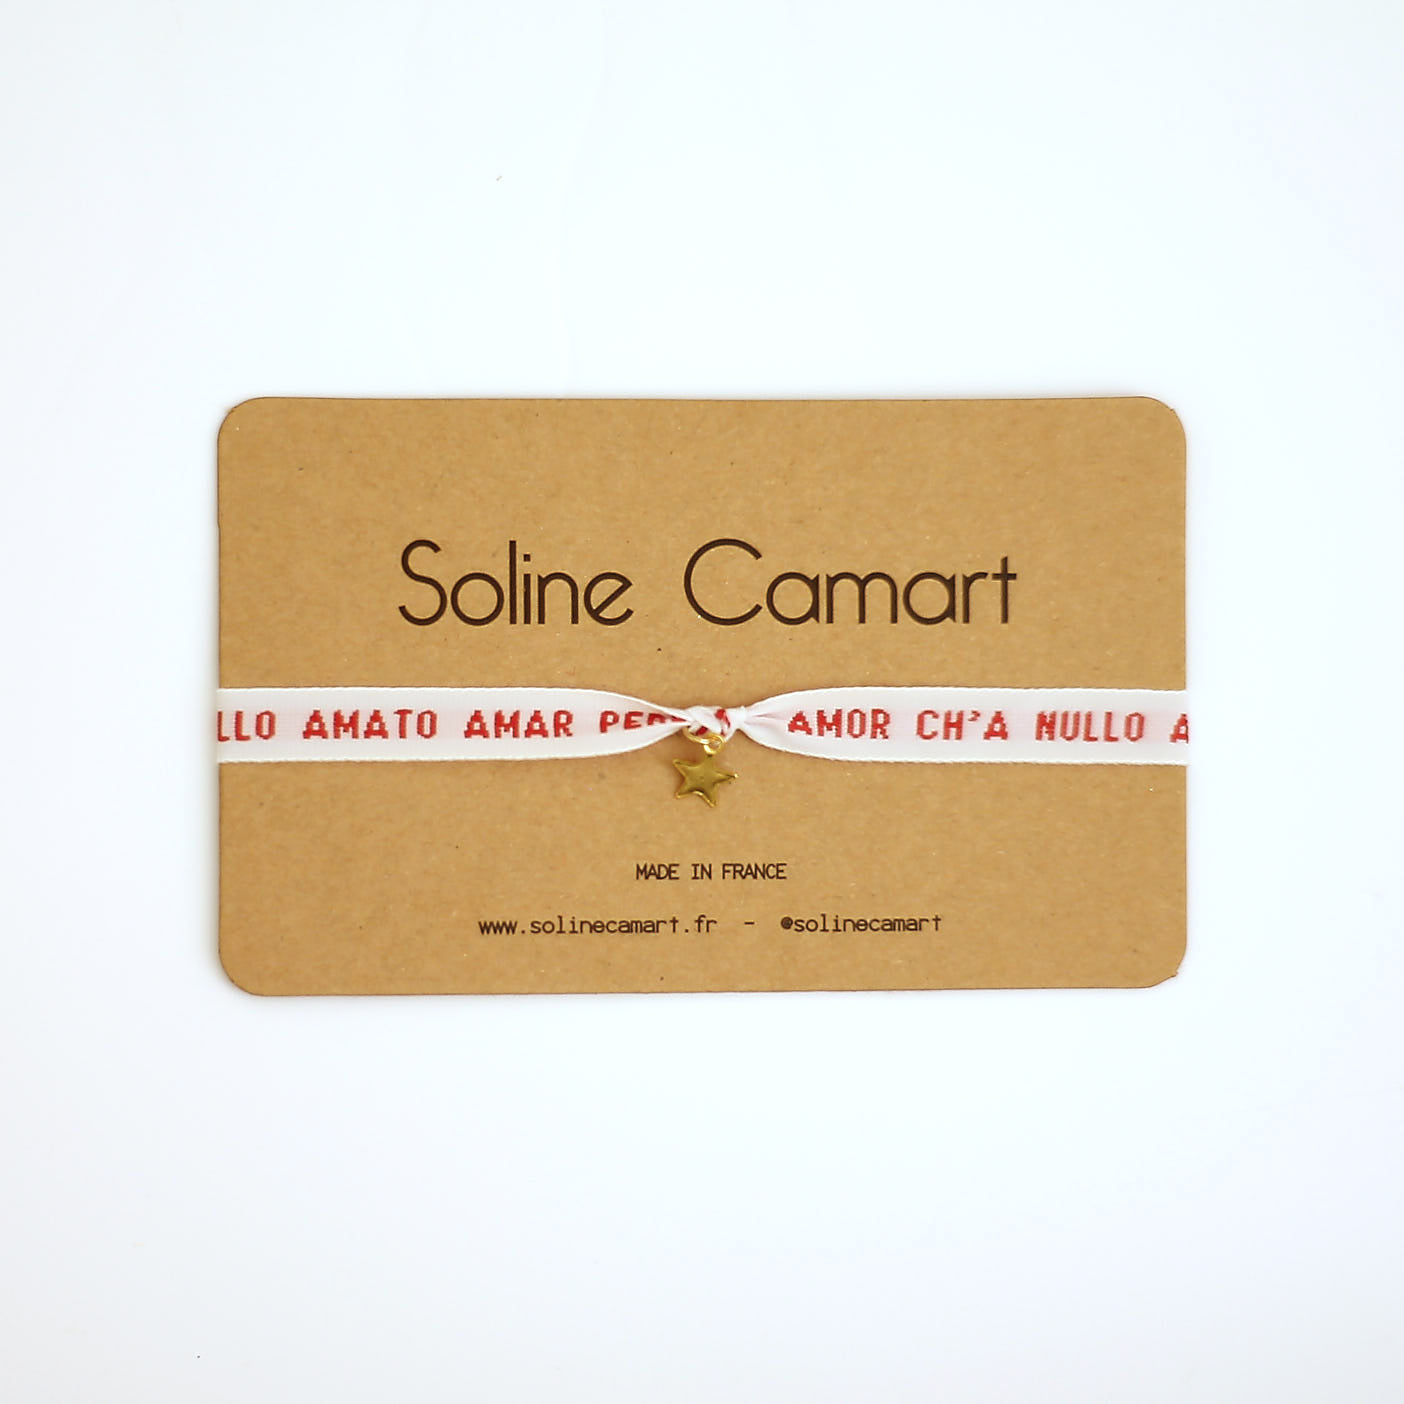 Soline Camart
LLO AMATO AMAR AMOR CH'A NULLO A
MADE IN FRANCE
www.solinecamart.fr - @solinecamart